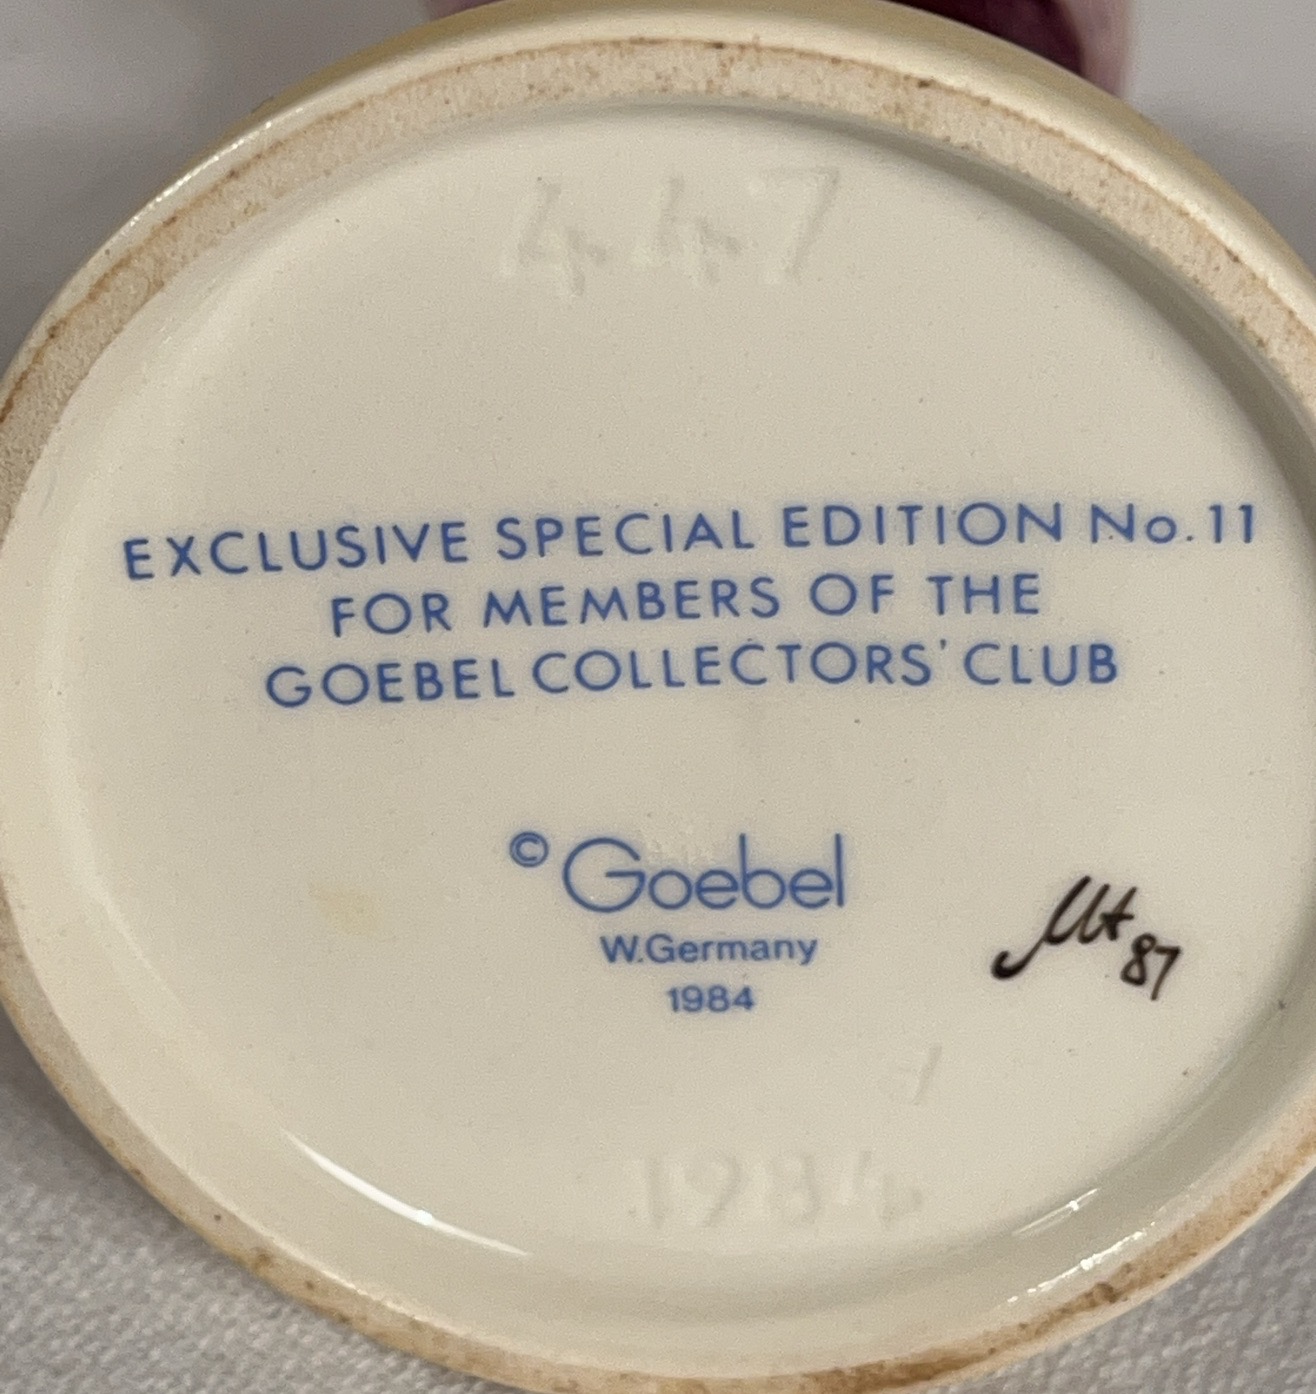 447
EXCLUSIVE SPECIAL EDITION No.11
FOR MEMBERS OF THE
GOEBEL COLLECTORS' CLUB
© Goebel
W.Germany
1984
87
1984